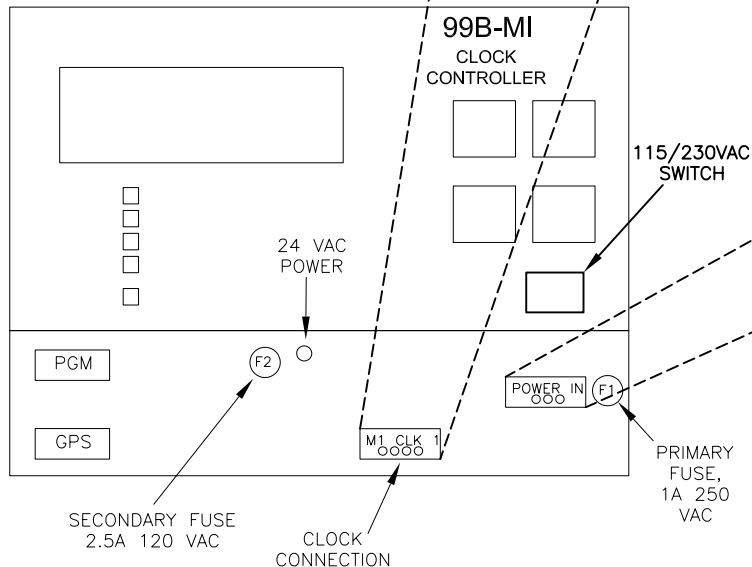 99B-MI
CLOCK
CONTROLLER
115/230VAC
SWITCH
24 VAC
POWER
PGM
F2
POWER IN
F1
GPS
M1 CLK 1
PRIMARY
FUSE,
1A 250
VAC
SECONDARY FUSE
2.5A 120 VAC
CLOCK
CONNECTION